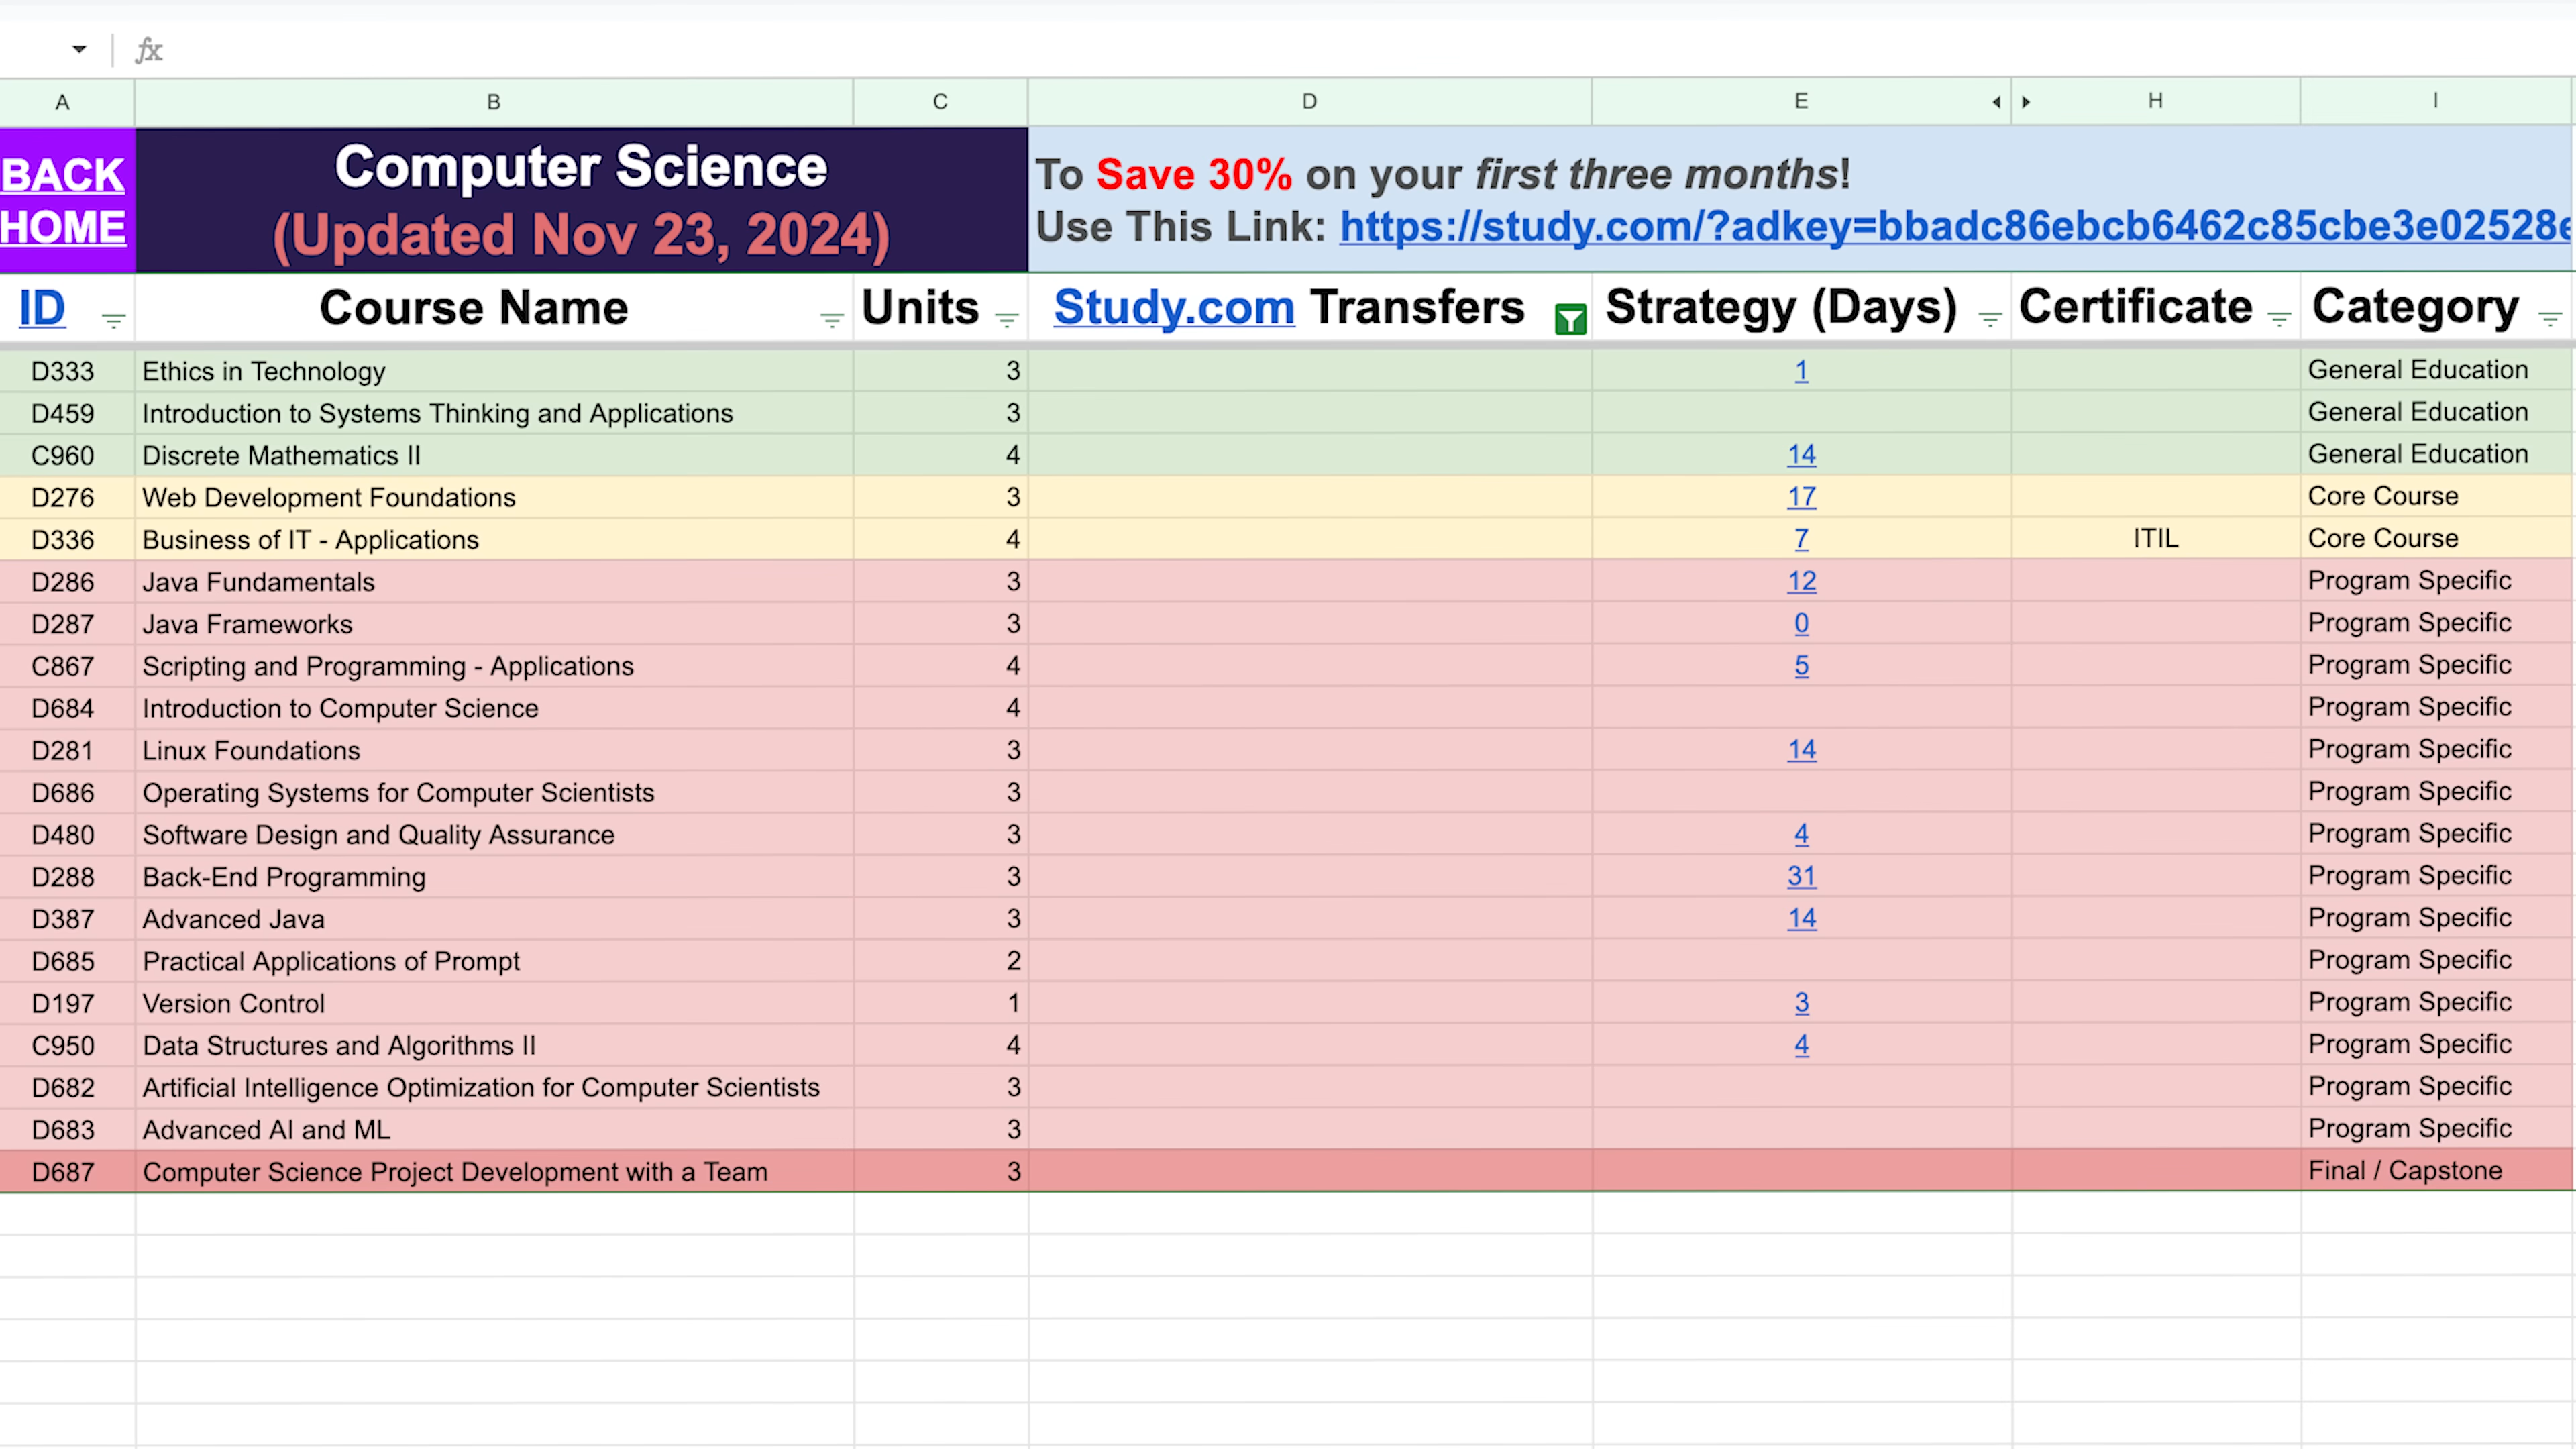 fx
A B C D E H I
BACK HOME
Computer Science
(Updated Nov 23, 2024)
To Save 30% on your first three months!
Use This Link: https://study.com/?adkey=bbadc86ebcb6462c85cbe3e02528e
ID Course Name Units Study.com Transfers Strategy (Days) Certificate Category
D333 Ethics in Technology 3 1 General Education
D459 Introduction to Systems Thinking and Applications 3 General Education
C960 Discrete Mathematics II 4 14 General Education
D276 Web Development Foundations 3 17 Core Course
D336 Business of IT - Applications 4 7 ITIL Core Course
D286 Java Fundamentals 3 12 Program Specific
D287 Java Frameworks 3 0 Program Specific
C867 Scripting and Programming - Applications 4 5 Program Specific
D684 Introduction to Computer Science 4 Program Specific
D281 Linux Foundations 3 14 Program Specific
D686 Operating Systems for Computer Scientists 3 Program Specific
D480 Software Design and Quality Assurance 3 4 Program Specific
D288 Back-End Programming 3 31 Program Specific
D387 Advanced Java 3 14 Program Specific
D685 Practical Applications of Prompt 2 Program Specific
D197 Version Control 1 3 Program Specific
C950 Data Structures and Algorithms II 4 4 Program Specific
D682 Artificial Intelligence Optimization for Computer Scientists 3 Program Specific
D683 Advanced AI and ML 3 Program Specific
D687 Computer Science Project Development with a Team 3 Final / Capstone